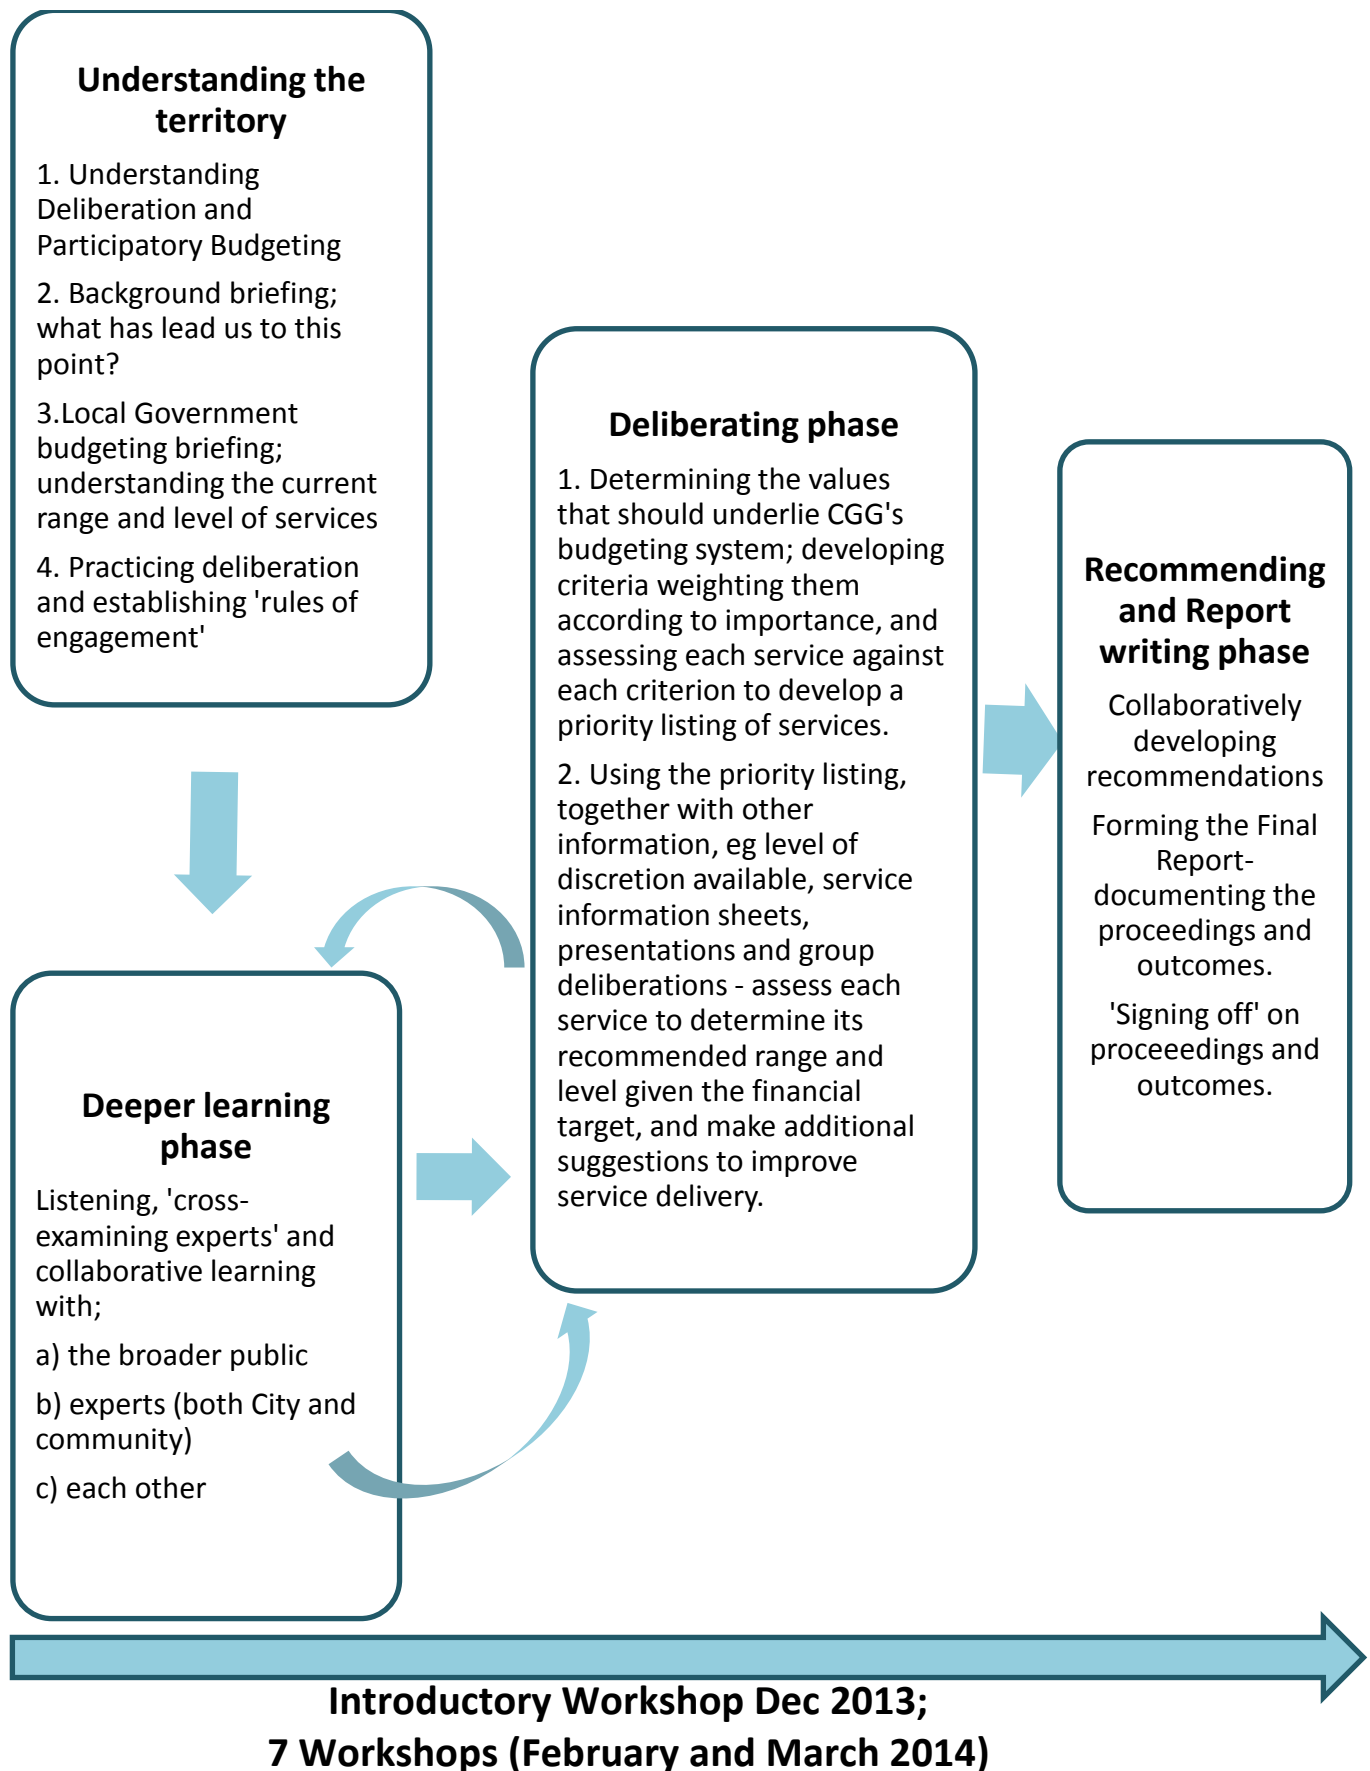 Understanding the
territory
1. Understanding
Deliberation and
Participatory Budgeting
2. Background briefing;
what has lead us to this
point?
3.Local Government
budgeting briefing;
understanding the current
range and level of services
4. Practicing deliberation
and establishing 'rules of
engagement'
Deeper learning
phase
Listening, 'cross-
examining experts' and
collaborative learning
with;
a) the broader public
b) experts (both City and
community)
c) each other
Deliberating phase
1. Determining the values
that should underlie CGG's
budgeting system; developing
criteria weighting them
according to importance, and
assessing each service against
each criterion to develop a
priority listing of services.
2. Using the priority listing,
together with other
information, eg level of
discretion available, service
information sheets,
presentations and group
deliberations - assess each
service to determine its
recommended range and
level given the financial
target, and make additional
suggestions to improve
service delivery.
Recommending
and Report
writing phase
Collaboratively
developing
recommendations
Forming the Final
Report-
documenting the
proceedings and
outcomes.
'Signing off' on
proceeedings and
outcomes.
Introductory Workshop Dec 2013;
7 Workshops (February and March 2014)